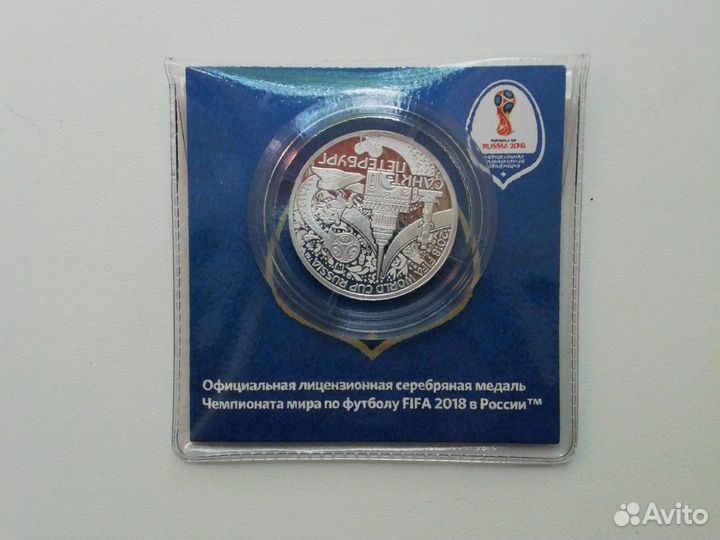 RUSSIA 2018
САНКТ-
ПЕТЕРБУРГ
2018 FIFA WORLD CUP RUSSIA™
Официальная лицензионная серебряная медаль
Чемпионата мира по футболу FIFA 2018 в России™
Avito